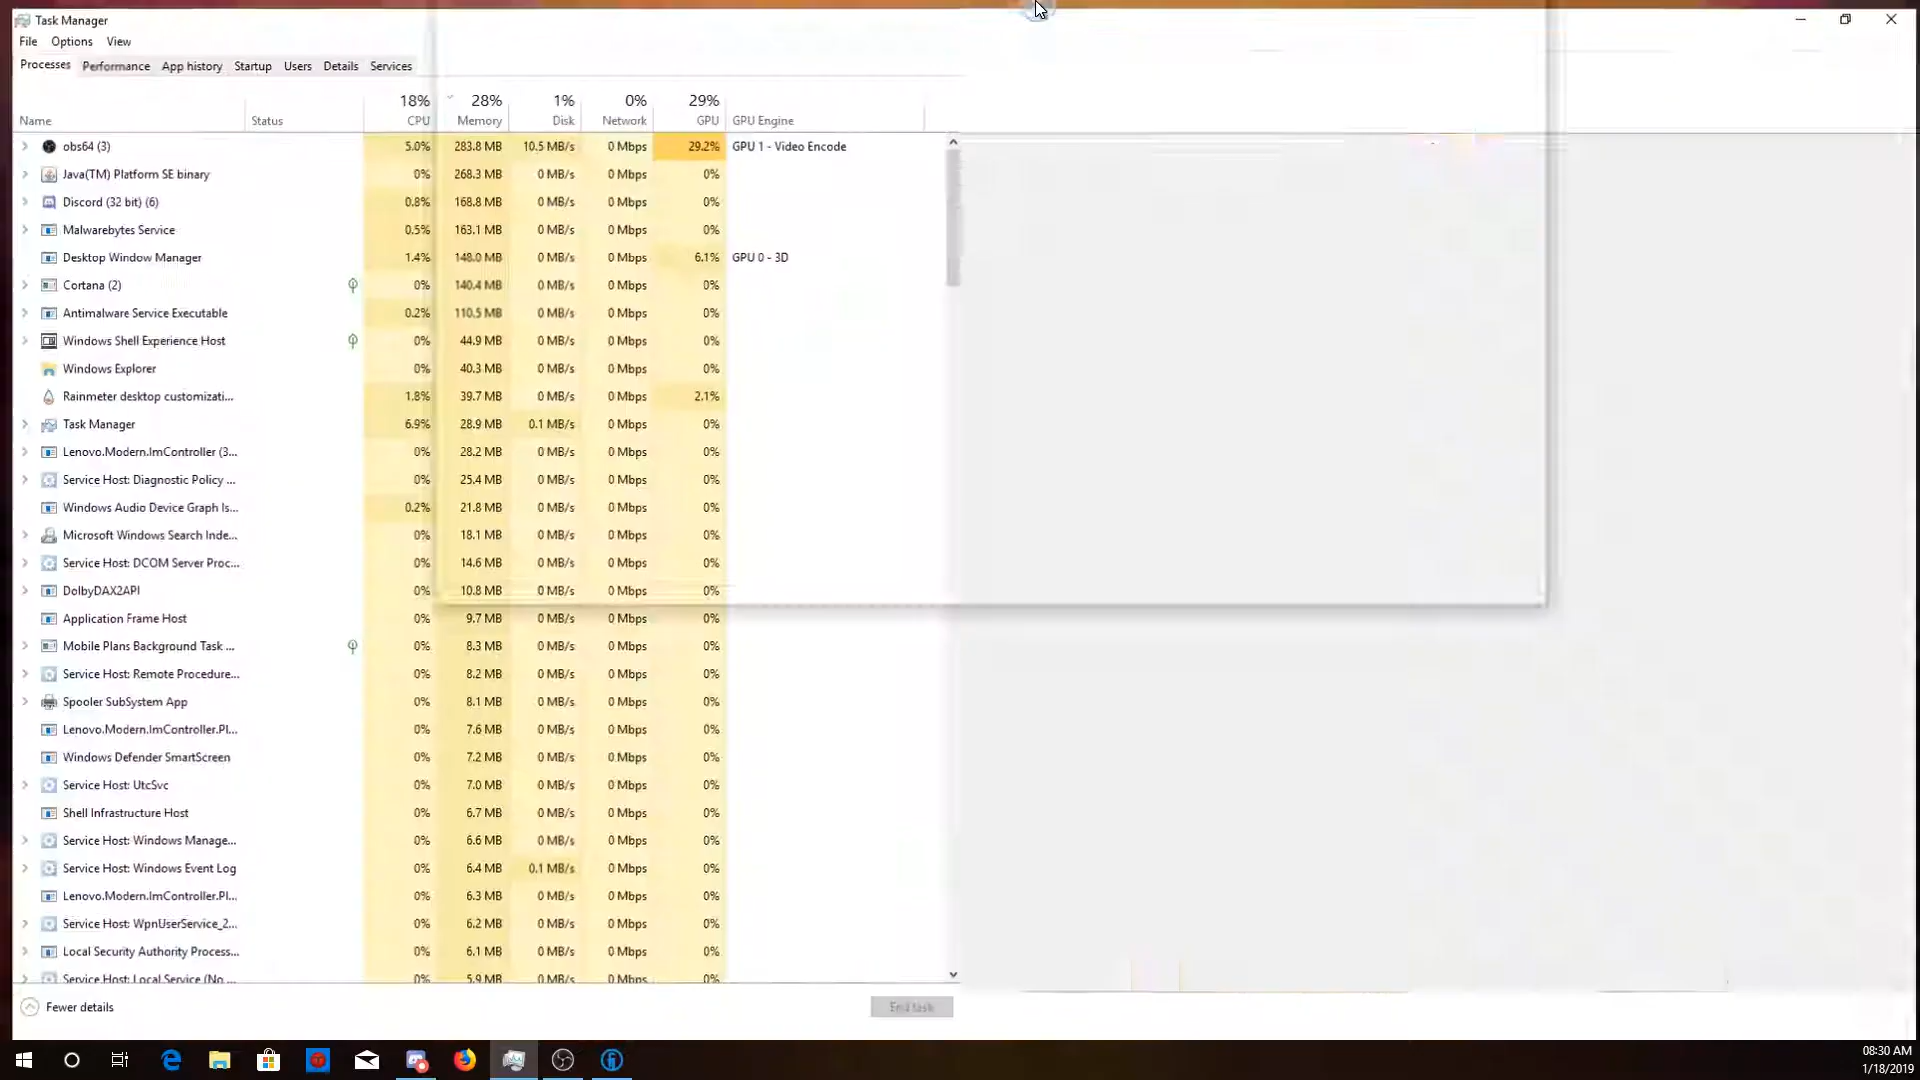 Task Manager
File Options View
Processes Performance App history Startup Users Details Services
18% 28% 1% 0% 29%
Name Status CPU Memory Disk Network GPU GPU Engine
obs64 (3) 5.0% 283.8 MB 10.5 MB/s 0 Mbps 29.2% GPU 1 - Video Encode
Java(TM) Platform SE binary 0% 268.3 MB 0 MB/s 0 Mbps 0%
Discord (32 bit) (6) 0.8% 168.8 MB 0 MB/s 0 Mbps 0%
Malwarebytes Service 0.5% 163.1 MB 0 MB/s 0 Mbps 0%
Desktop Window Manager 1.4% 148.0 MB 0 MB/s 0 Mbps 6.1% GPU 0 - 3D
Cortana (2) 0% 140.4 MB 0 MB/s 0 Mbps 0%
Antimalware Service Executable 0.2% 110.5 MB 0 MB/s 0 Mbps 0%
Windows Shell Experience Host 0% 44.9 MB 0 MB/s 0 Mbps 0%
Windows Explorer 0% 40.3 MB 0 MB/s 0 Mbps 0%
Rainmeter desktop customizati... 1.8% 39.7 MB 0 MB/s 0 Mbps 2.1%
Task Manager 6.9% 28.9 MB 0.1 MB/s 0 Mbps 0%
Lenovo.Modern.ImController (3... 0% 28.2 MB 0 MB/s 0 Mbps 0%
Service Host: Diagnostic Policy ... 0% 25.4 MB 0 MB/s 0 Mbps 0%
Windows Audio Device Graph Is... 0.2% 21.8 MB 0 MB/s 0 Mbps 0%
Microsoft Windows Search Inde... 0% 18.1 MB 0 MB/s 0 Mbps 0%
Service Host: DCOM Server Proc... 0% 14.6 MB 0 MB/s 0 Mbps 0%
DolbyDAX2API 0% 10.8 MB 0 MB/s 0 Mbps 0%
Application Frame Host 0% 9.7 MB 0 MB/s 0 Mbps 0%
Mobile Plans Background Task ... 0% 8.3 MB 0 MB/s 0 Mbps 0%
Service Host: Remote Procedure... 0% 8.2 MB 0 MB/s 0 Mbps 0%
Spooler SubSystem App 0% 8.1 MB 0 MB/s 0 Mbps 0%
Lenovo.Modern.ImController.Pl... 0% 7.6 MB 0 MB/s 0 Mbps 0%
Windows Defender SmartScreen 0% 7.2 MB 0 MB/s 0 Mbps 0%
Service Host: UtcSvc 0% 7.0 MB 0 MB/s 0 Mbps 0%
Shell Infrastructure Host 0% 6.7 MB 0 MB/s 0 Mbps 0%
Service Host: Windows Manage... 0% 6.6 MB 0 MB/s 0 Mbps 0%
Service Host: Windows Event Log 0% 6.4 MB 0.1 MB/s 0 Mbps 0%
Lenovo.Modern.ImController.Pl... 0% 6.3 MB 0 MB/s 0 Mbps 0%
Service Host: WpnUserService_2... 0% 6.2 MB 0 MB/s 0 Mbps 0%
Local Security Authority Process... 0% 6.1 MB 0 MB/s 0 Mbps 0%
Service Host: Local Service (No ... 0% 5.9 MB 0 MB/s 0 Mbps 0%
Fewer details End task
08:30 AM
1/18/2019